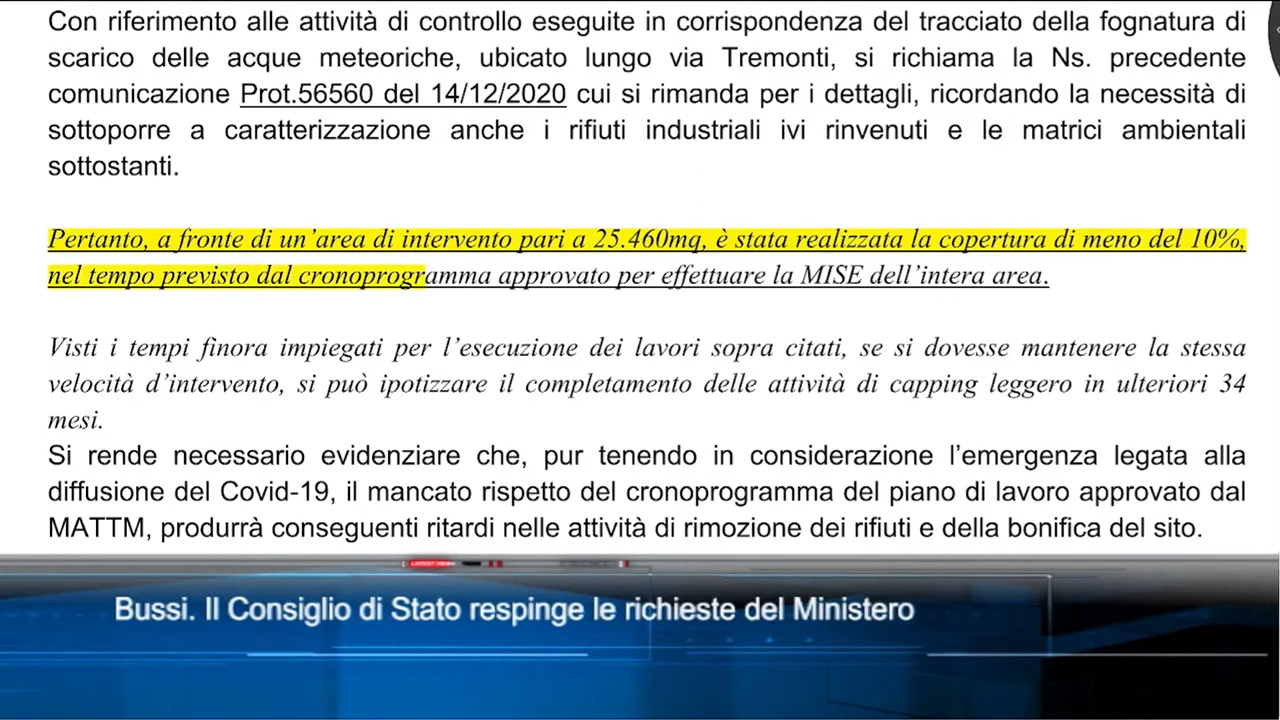 Con riferimento alle attività di controllo eseguite in corrispondenza del tracciato della fognatura di
scarico delle acque meteoriche, ubicato lungo via Tremonti, si richiama la Ns. precedente
comunicazione Prot.56560 del 14/12/2020 cui si rimanda per i dettagli, ricordando la necessità di
sottoporre a caratterizzazione anche i rifiuti industriali ivi rinvenuti e le matrici ambientali
sottostanti.
Pertanto, a fronte di un'area di intervento pari a 25.460mq, è stata realizzata la copertura di meno del 10%,
nel tempo previsto dal cronoprogramma approvato per effettuare la MISE dell'intera area.
Visti i tempi finora impiegati per l'esecuzione dei lavori sopra citati, se si dovesse mantenere la stessa
velocità d'intervento, si può ipotizzare il completamento delle attività di capping leggero in ulteriori 34
mesi.
Si rende necessario evidenziare che, pur tenendo in considerazione l'emergenza legata alla
diffusione del Covid-19, il mancato rispetto del cronoprogramma del piano di lavoro approvato dal
MATTM, produrrà conseguenti ritardi nelle attività di rimozione dei rifiuti e della bonifica del sito.
LATEST NEWS
Bussi. Il Consiglio di Stato respinge le richieste del Ministero